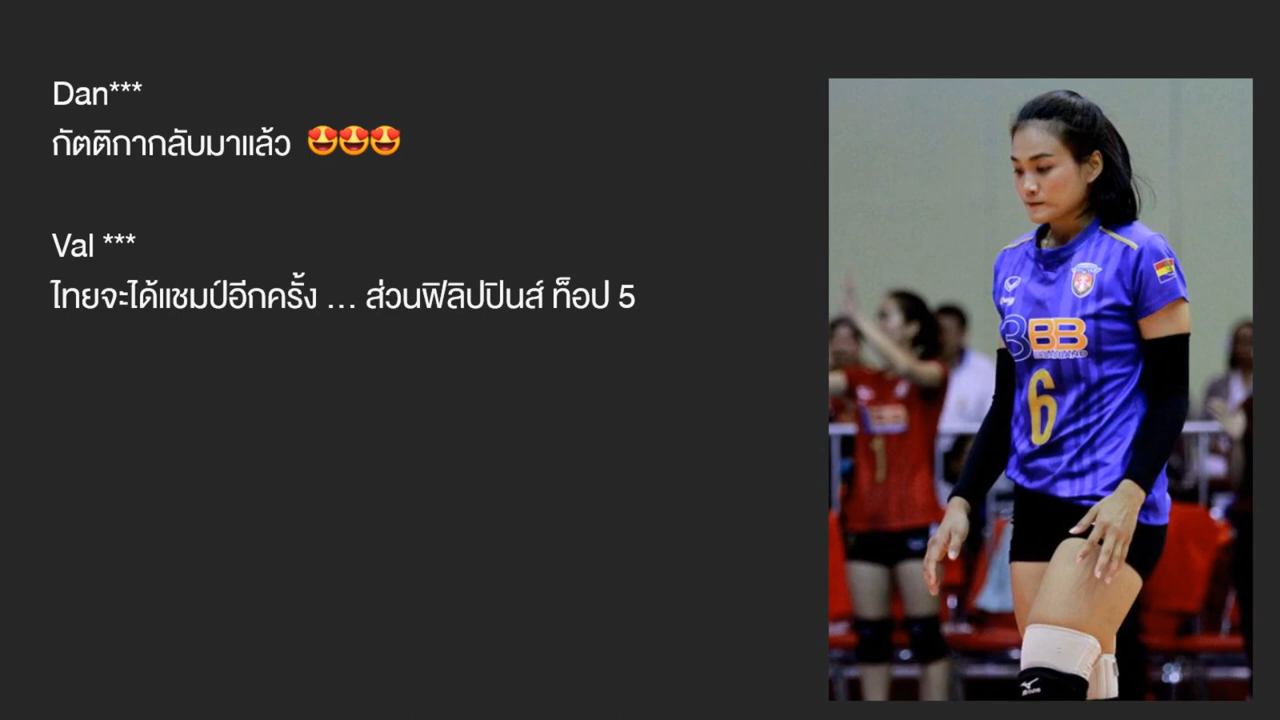 Dan***
กัตติกากลับมาแล้ว 😍😍😍
Val ***
ไทยจะได้แชมป์อีกครั้ง ... ส่วนฟิลิปปินส์ ท็อป 5
3BB
6
1